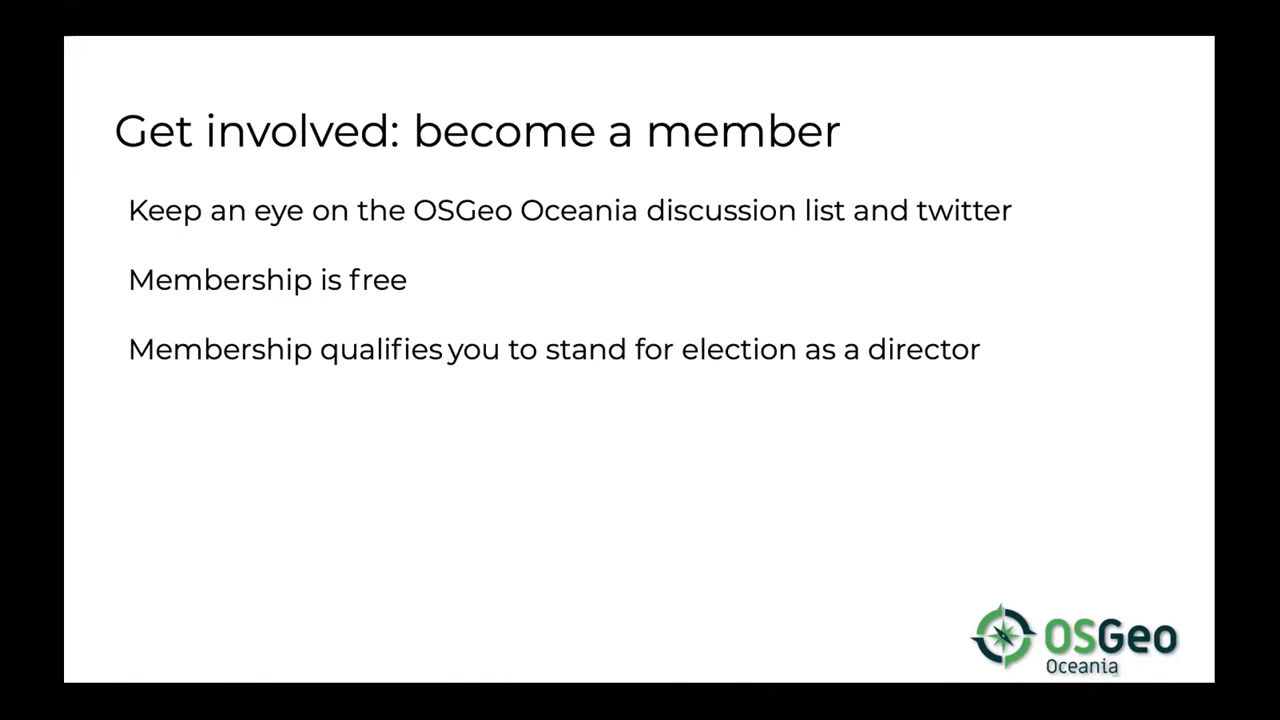 Get involved: become a member
Keep an eye on the OSGeo Oceania discussion list and twitter
Membership is free
Membership qualifies you to stand for election as a director
OSGeo
Oceania